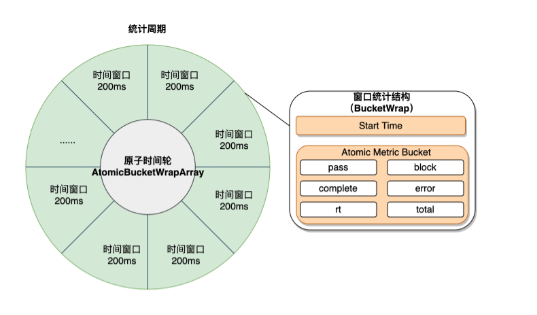 统计周期
时间窗口
200ms
时间窗口
200ms
时间窗口
200ms
时间窗口
200ms
时间窗口
200ms
时间窗口
200ms
时间窗口
200ms
......
原子时间轮
AtomicBucketWrapArray
窗口统计结构
（BucketWrap）
Start Time
Atomic Metric Bucket
pass
block
complete
error
rt
total